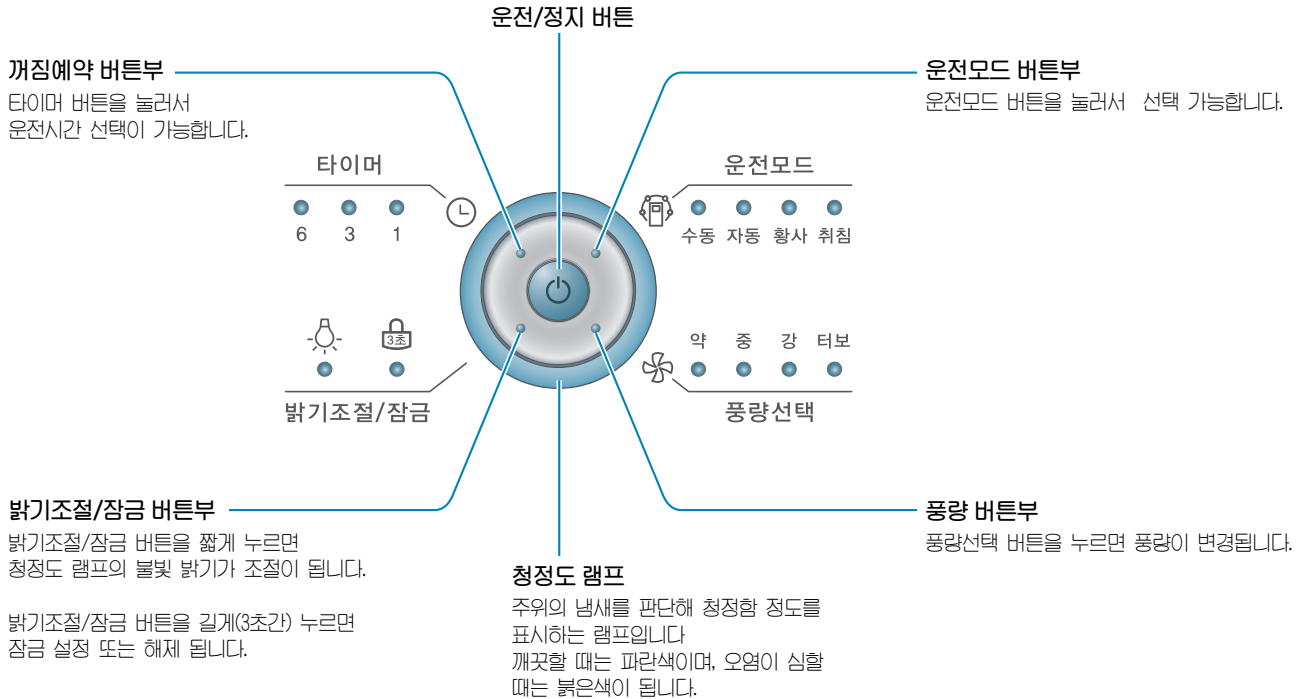 운전/정지 버튼
꺼짐예약 버튼부
타이머 버튼을 눌러서
운전시간 선택이 가능합니다.
운전모드 버튼부
운전모드 버튼을 눌러서 선택 가능합니다.
타이머
6 3 1
운전모드
수동 자동 황사 취침
3초
밝기조절/잠금
약 중 강 터보
풍량선택
밝기조절/잠금 버튼부
밝기조절/잠금 버튼을 짧게 누르면
청정도 램프의 불빛 밝기가 조절이 됩니다.
밝기조절/잠금 버튼을 길게(3초간) 누르면
잠금 설정 또는 해제 됩니다.
청정도 램프
주위의 냄새를 판단해 청정함 정도를
표시하는 램프입니다
깨끗할 때는 파란색이며, 오염이 심할
때는 붉은색이 됩니다.
풍량 버튼부
풍량선택 버튼을 누르면 풍량이 변경됩니다.